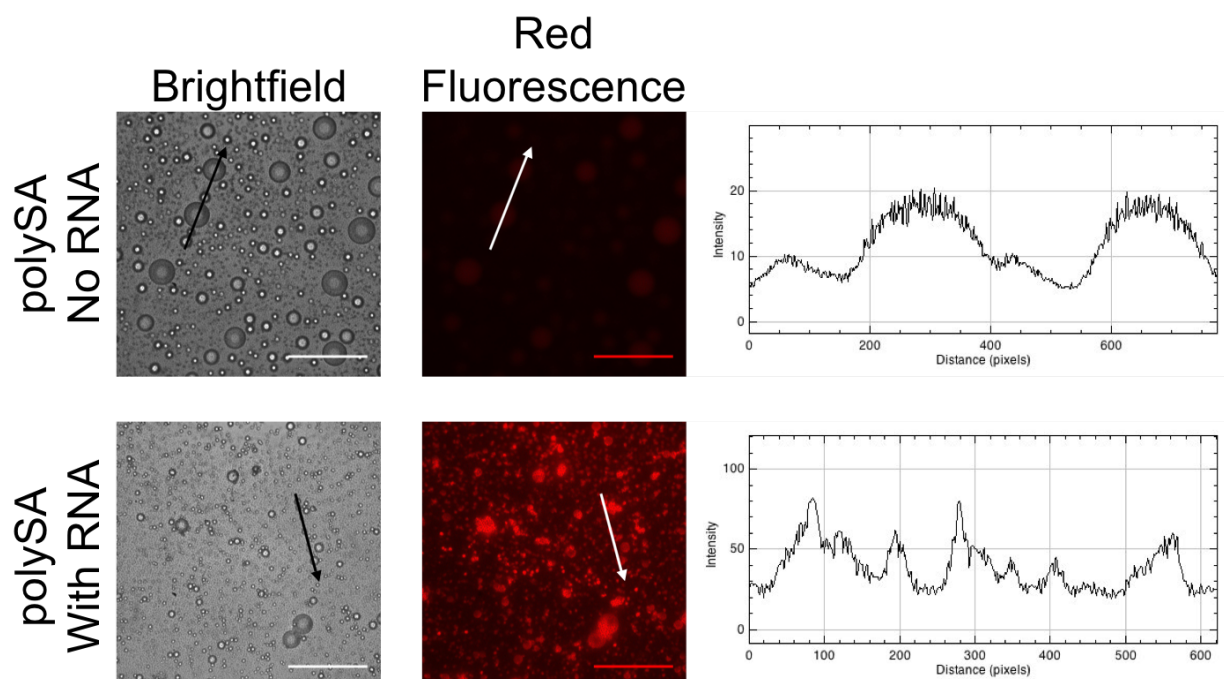 Red
Brightfield
Fluorescence
polySA
No RNA
Intensity
30
20
10
0
0
200
400
600
Distance (pixels)
polySA
With RNA
Intensity
100
50
0
0
100
200
300
400
500
600
Distance (pixels)